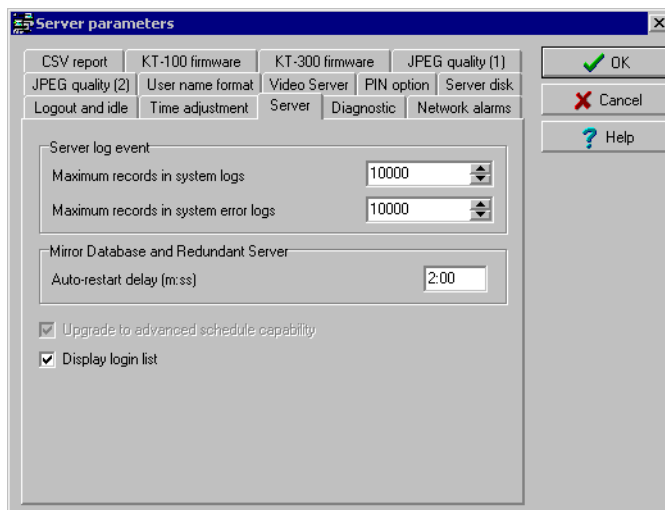 Server parameters
CSV report KT-100 firmware KT-300 firmware JPEG quality (1)
JPEG quality (2) User name format Video Server PIN option Server disk
Logout and idle Time adjustment Server Diagnostic Network alarms
OK
Cancel
Help
Server log event
Maximum records in system logs 10000
Maximum records in system error logs 10000
Mirror Database and Redundant Server
Auto-restart delay (m:ss) 2:00
Upgrade to advanced schedule capability
Display login list